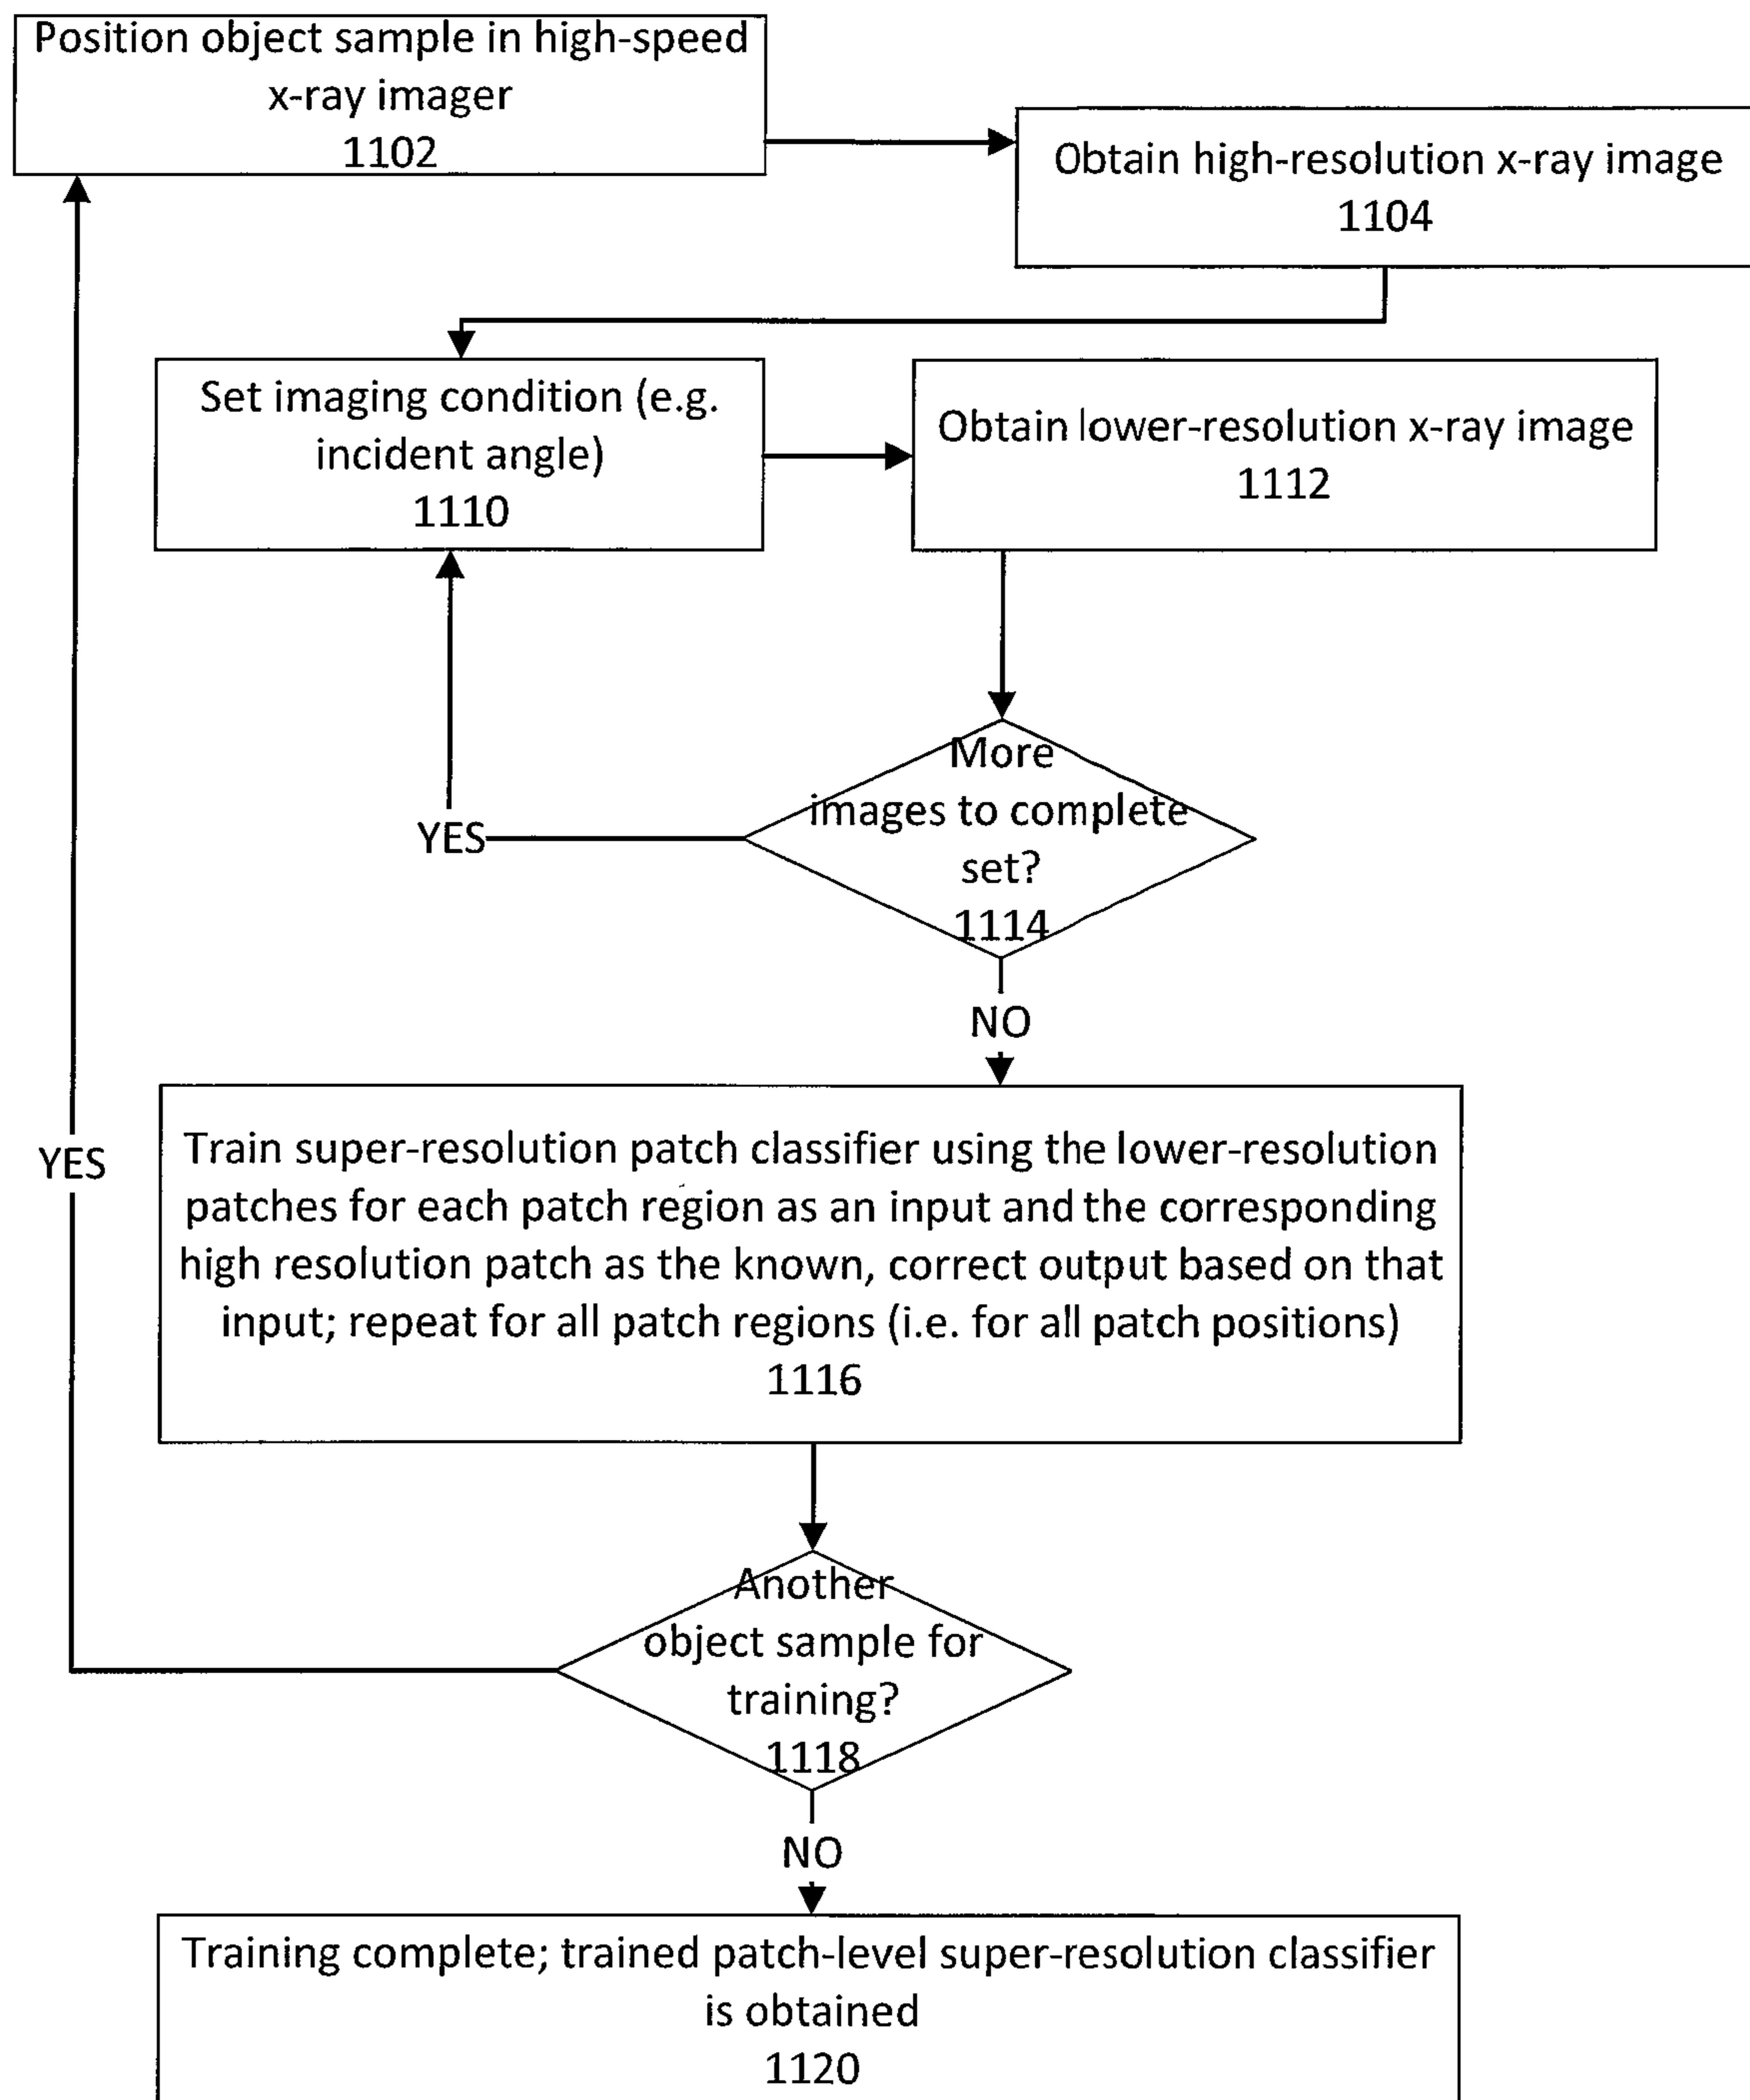 Position object sample in high-speed
x-ray imager
1102
Obtain high-resolution x-ray image
1104
Set imaging condition (e.g.
incident angle)
1110
Obtain lower-resolution x-ray image
1112
More
images to complete
set?
1114
YES
NO
Train super-resolution patch classifier using the lower-resolution
patches for each patch region as an input and the corresponding
high resolution patch as the known, correct output based on that
input; repeat for all patch regions (i.e. for all patch positions)
1116
YES
Another
object sample for
training?
1118
NO
Training complete; trained patch-level super-resolution classifier
is obtained
1120